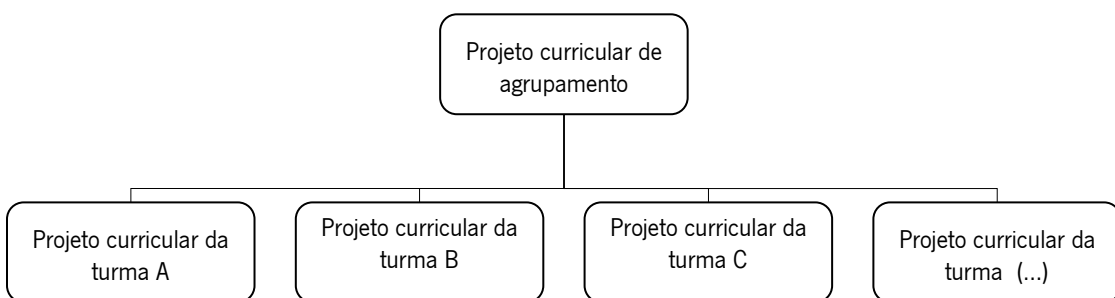 Projeto curricular de
agrupamento
Projeto curricular da
turma A
Projeto curricular da
turma B
Projeto curricular da
turma C
Projeto curricular da
turma (...)